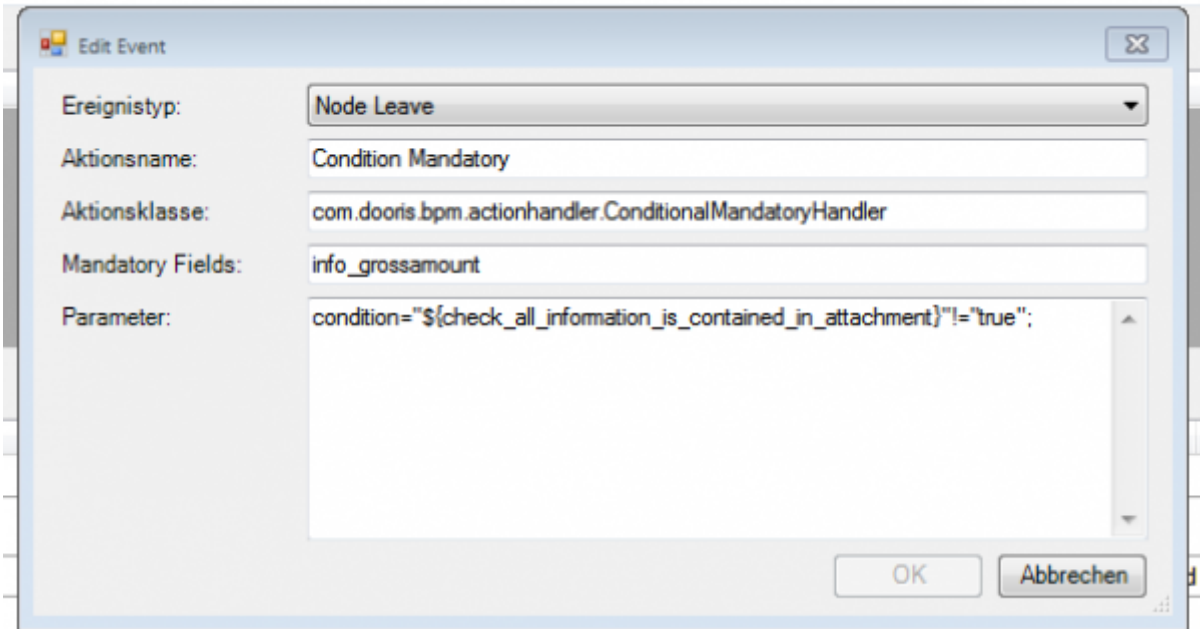 Edit Event
Ereignistyp: Node Leave
Aktionsname: Condition Mandatory
Aktionsklasse: com.dooris.bpm.actionhandler.ConditionalMandatoryHandler
Mandatory Fields: info_grossamount
Parameter: condition="${check_all_information_is_contained_in_attachment}"!="true";
OK Abbrechen